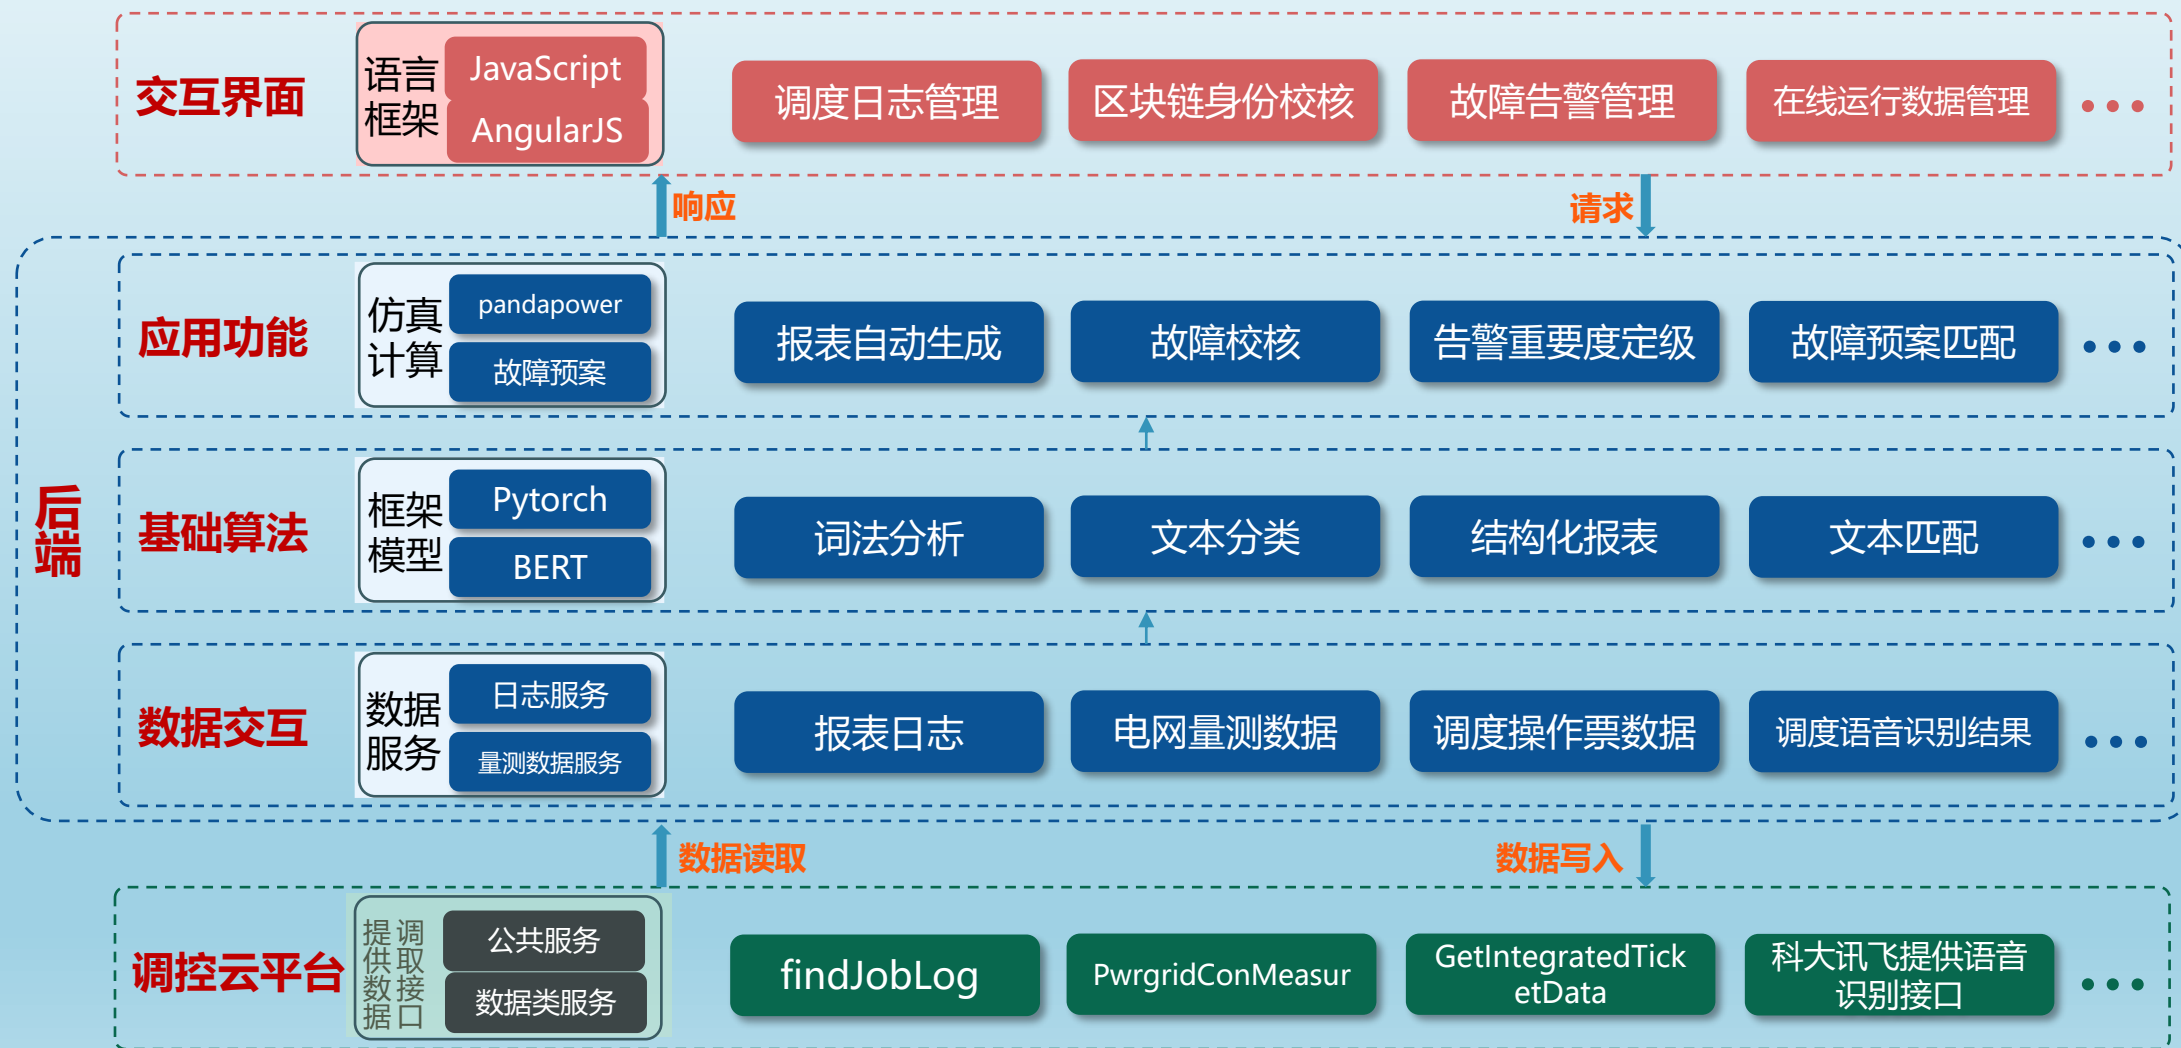 交互界面
语言
框架
JavaScript
AngularJS
调度日志管理
区块链身份校核
故障告警管理
在线运行数据管理
响应
请求
后端
应用功能
仿真
计算
pandapower
故障预案
报表自动生成
故障校核
告警重要度定级
故障预案匹配
基础算法
框架
模型
Pytorch
BERT
词法分析
文本分类
结构化报表
文本匹配
数据交互
数据
服务
日志服务
量测数据服务
报表日志
电网量测数据
调度操作票数据
调度语音识别结果
数据读取
数据写入
调控云平台
提供数据
调取接口
公共服务
数据类服务
findJobLog
PwrgridConMeasur
GetIntegratedTick
etData
科大讯飞提供语音
识别接口